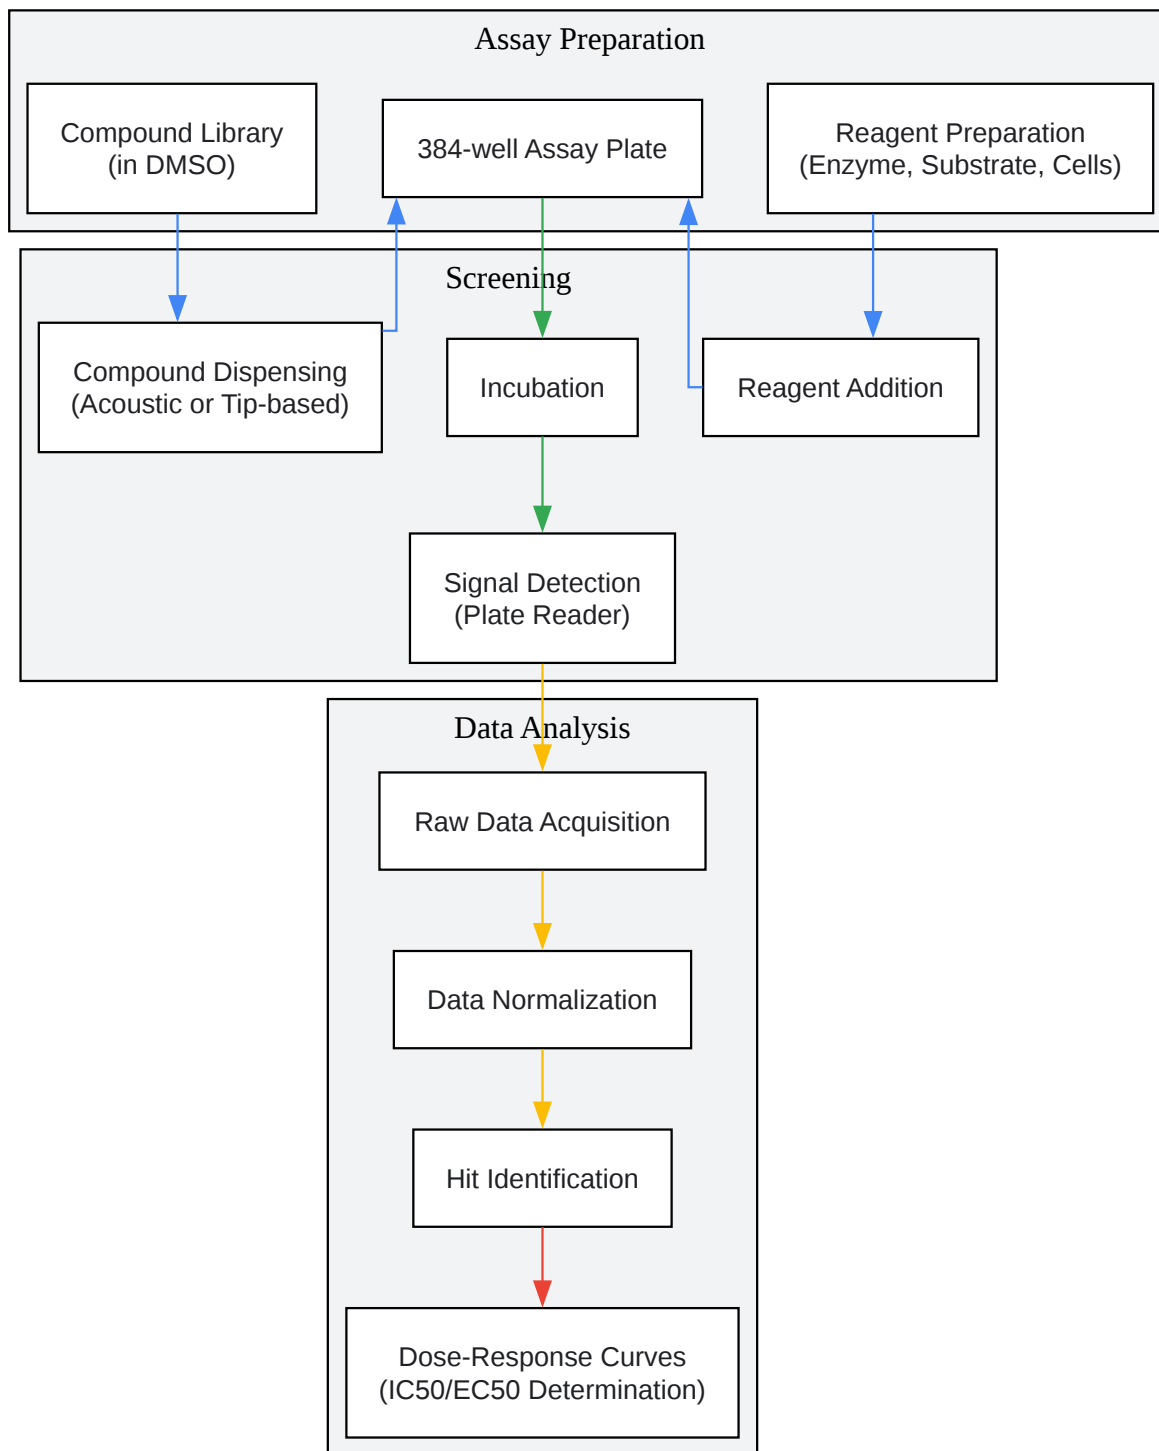 Assay Preparation
Compound Library
(in DMSO)
384-well Assay Plate
Reagent Preparation
(Enzyme, Substrate, Cells)
Screening
Compound Dispensing
(Acoustic or Tip-based)
Incubation
Reagent Addition
Signal Detection
(Plate Reader)
Data Analysis
Raw Data Acquisition
Data Normalization
Hit Identification
Dose-Response Curves
(IC50/EC50 Determination)